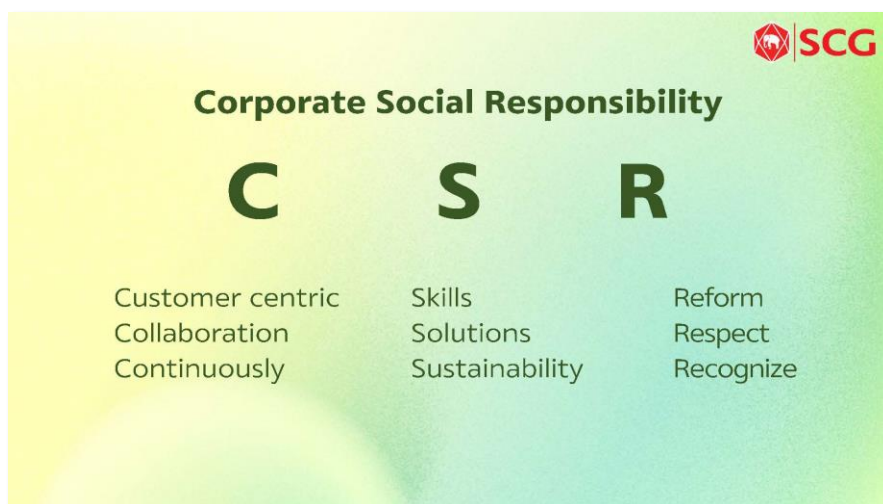 SCG
Corporate Social Responsibility
C S R
Customer centric
Collaboration
Continuously
Skills
Solutions
Sustainability
Reform
Respect
Recognize